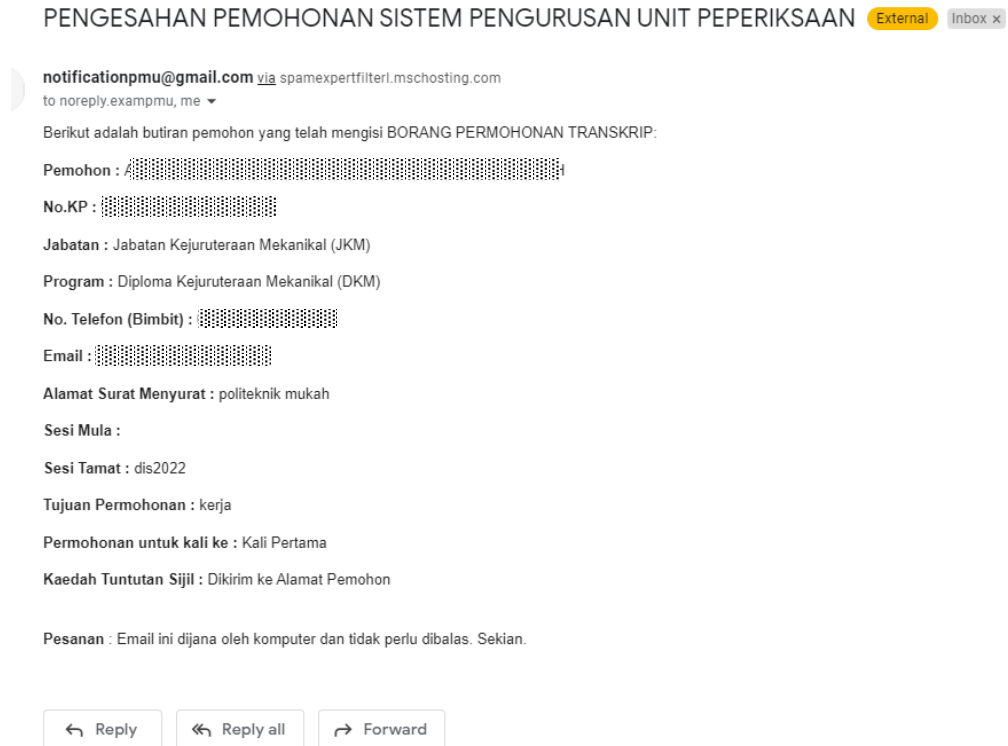 PENGESAHAN PEMOHONAN SISTEM PENGURUSAN UNIT PEPERIKSAAN External Inbox x
notificationpmu@gmail.com via spamexpertfilterl.mschosting.com
to noreply.exampmu, me
Berikut adalah butiran pemohon yang telah mengisi BORANG PERMOHONAN TRANSKRIP:
Pemohon :
No.KP :
Jabatan : Jabatan Kejuruteraan Mekanikal (JKM)
Program : Diploma Kejuruteraan Mekanikal (DKM)
No. Telefon (Bimbit) :
Email :
Alamat Surat Menyurat : politeknik mukah
Sesi Mula :
Sesi Tamat : dis2022
Tujuan Permohonan : kerja
Permohonan untuk kali ke : Kali Pertama
Kaedah Tuntutan Sijil : Dikirim ke Alamat Pemohon
Pesanan : Email ini dijana oleh komputer dan tidak perlu dibalas. Sekian.
Reply Reply all Forward